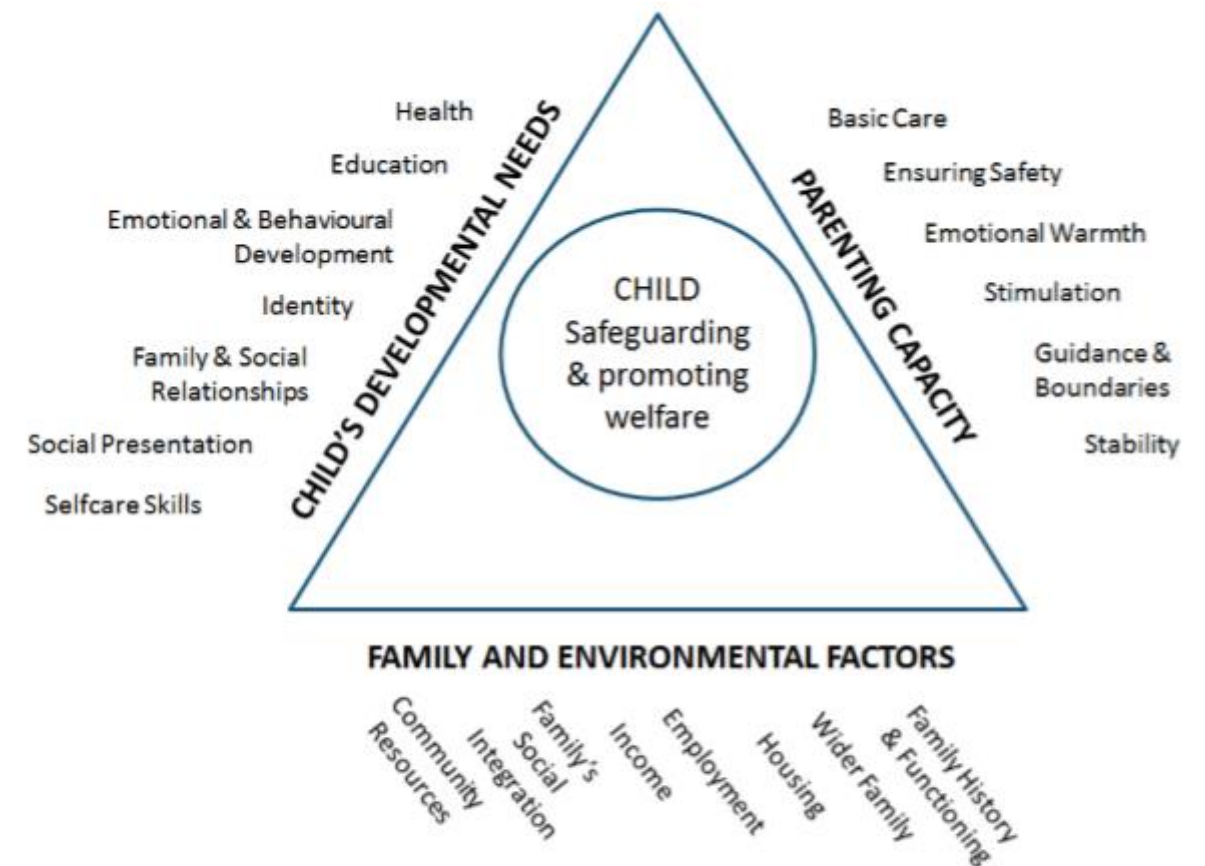 Health
Education
Emotional & Behavioural
Development
Identity
Family & Social
Relationships
Social Presentation
Selfcare Skills
CHILD'S DEVELOPMENTAL NEEDS
CHILD
Safeguarding
& promoting
welfare
PARENTING CAPACITY
Basic Care
Ensuring Safety
Emotional Warmth
Stimulation
Guidance &
Boundaries
Stability
FAMILY AND ENVIRONMENTAL FACTORS
Community
Resources
Family's
Social
Integration
Income
Employment
Housing
Wider Family
Family History
& Functioning